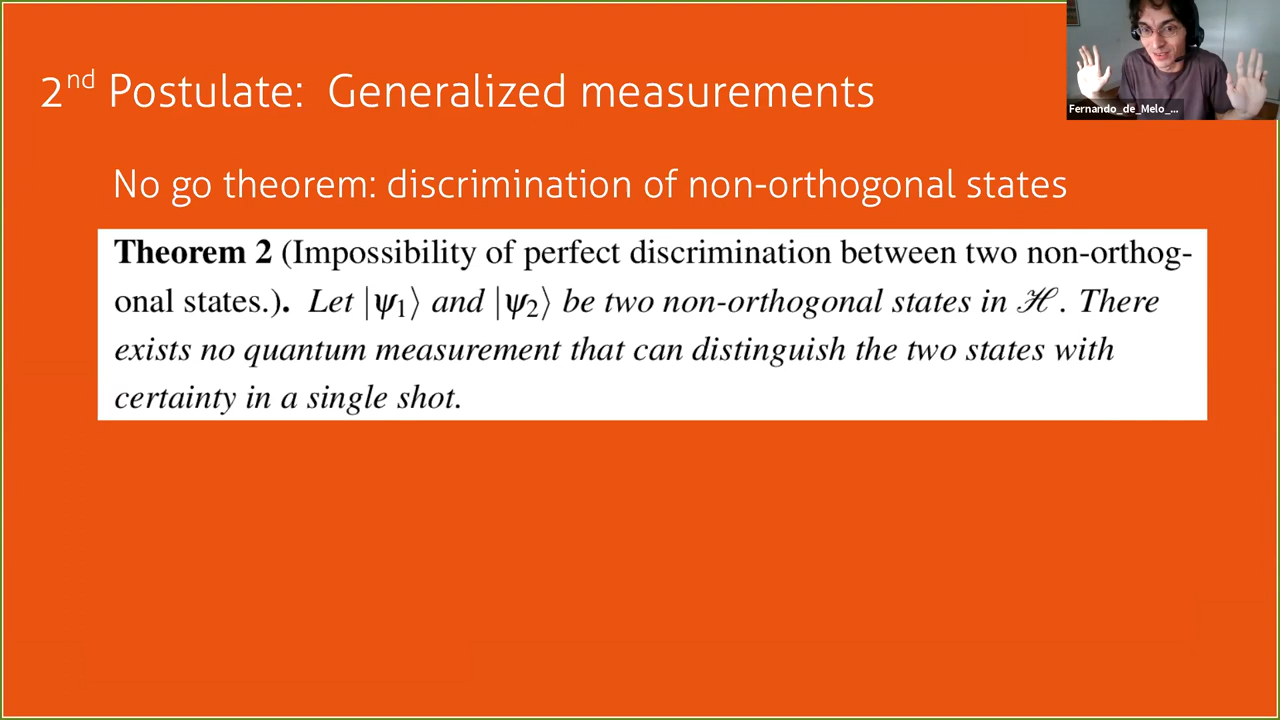 2nd Postulate: Generalized measurements
Fernando_de_Melo_...
No go theorem: discrimination of non-orthogonal states
Theorem 2 (Impossibility of perfect discrimination between two non-orthog-
onal states.). Let |ψ1⟩ and |ψ2⟩ be two non-orthogonal states in ℋ. There
exists no quantum measurement that can distinguish the two states with
certainty in a single shot.